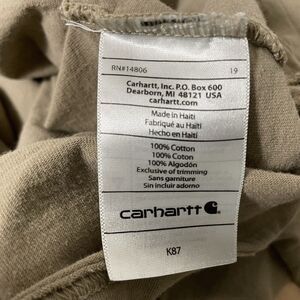 RN#14806 19
Carhartt, Inc. P.O. Box 600
Dearborn, MI 48121 USA
carhartt.com
Made in Haiti
Fabriqué au Haïti
Hecho en Haití
100% Cotton
100% Coton
100% Algodón
Exclusive of trimming
Sans garniture
Sin incluir adorno
carhartt
K87